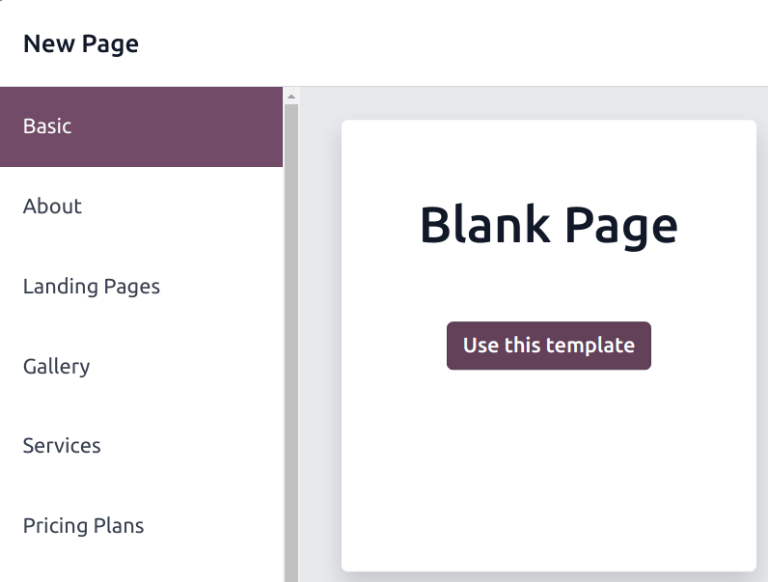 New Page
Basic
About
Landing Pages
Gallery
Services
Pricing Plans
Blank Page
Use this template